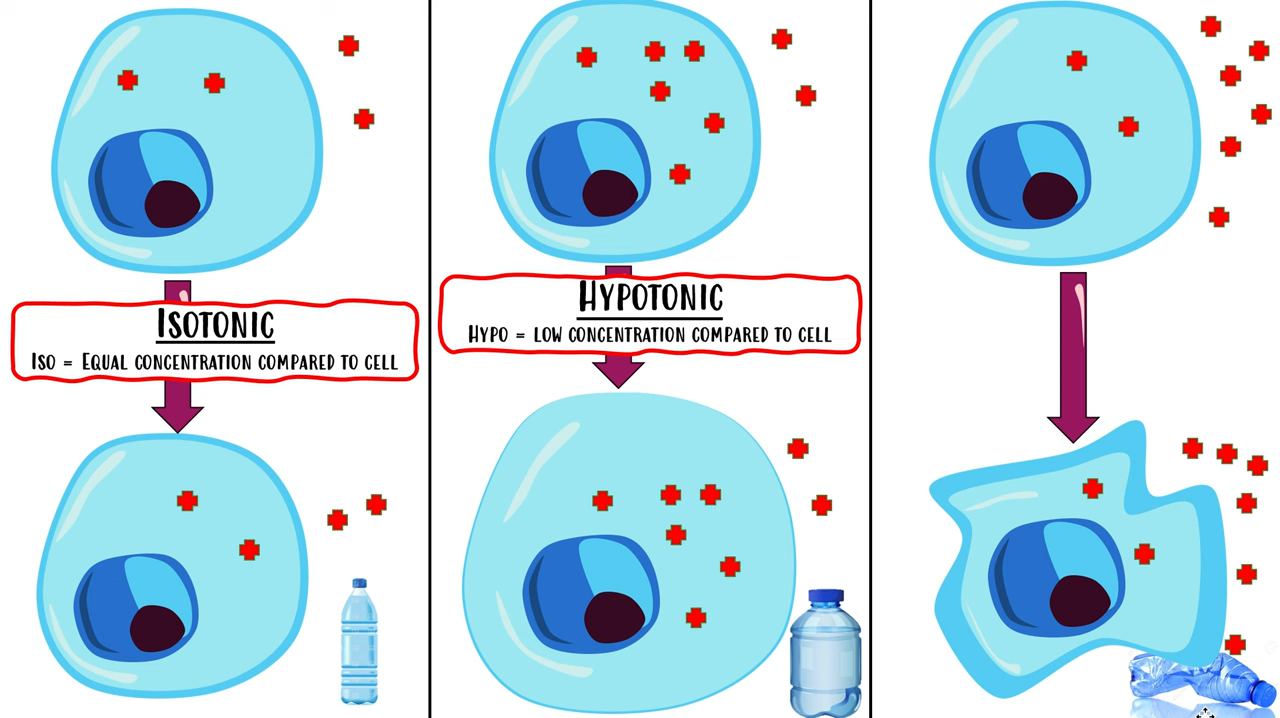 Isotonic
Iso = Equal concentration compared to cell
Hypotonic
Hypo = low concentration compared to cell